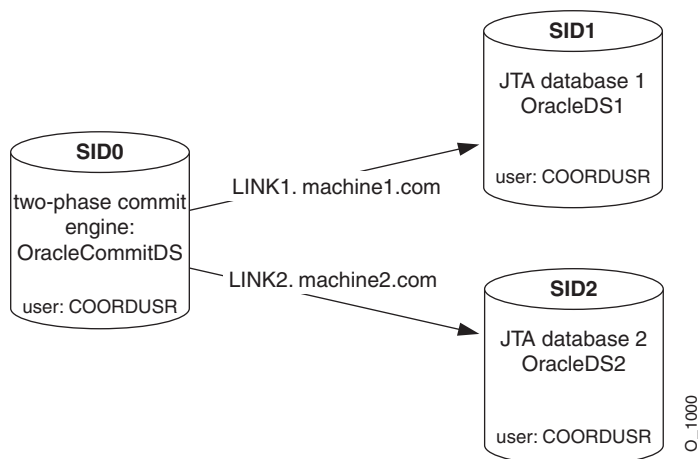 SID0
two-phase commit
engine:
OracleCommitDS
user: COORDUSR
LINK1. machine1.com
LINK2. machine2.com
SID1
JTA database 1
OracleDS1
user: COORDUSR
SID2
JTA database 2
OracleDS2
user: COORDUSR
O_1000